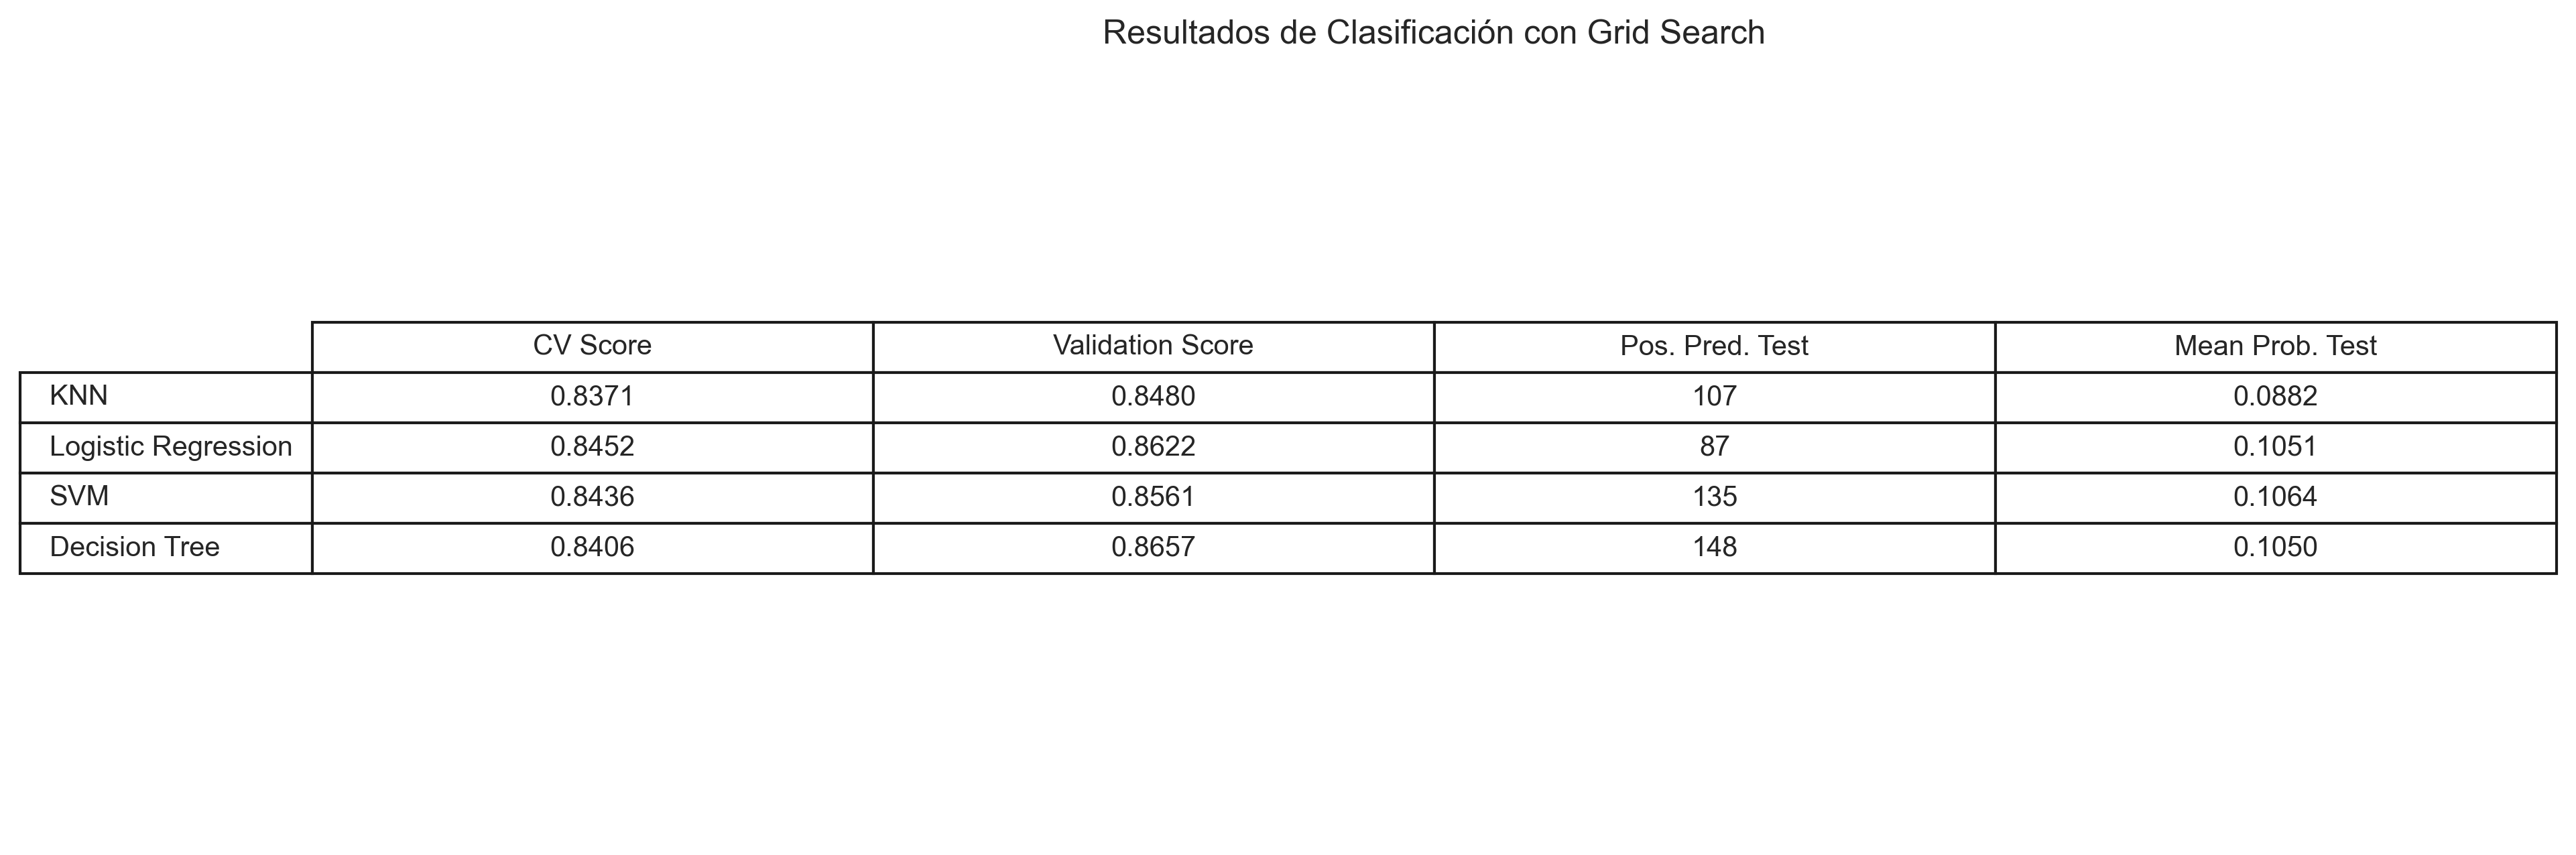 Resultados de Clasificación con Grid Search
CV Score Validation Score Pos. Pred. Test Mean Prob. Test
KNN 0.8371 0.8480 107 0.0882
Logistic Regression 0.8452 0.8622 87 0.1051
SVM 0.8436 0.8561 135 0.1064
Decision Tree 0.8406 0.8657 148 0.1050